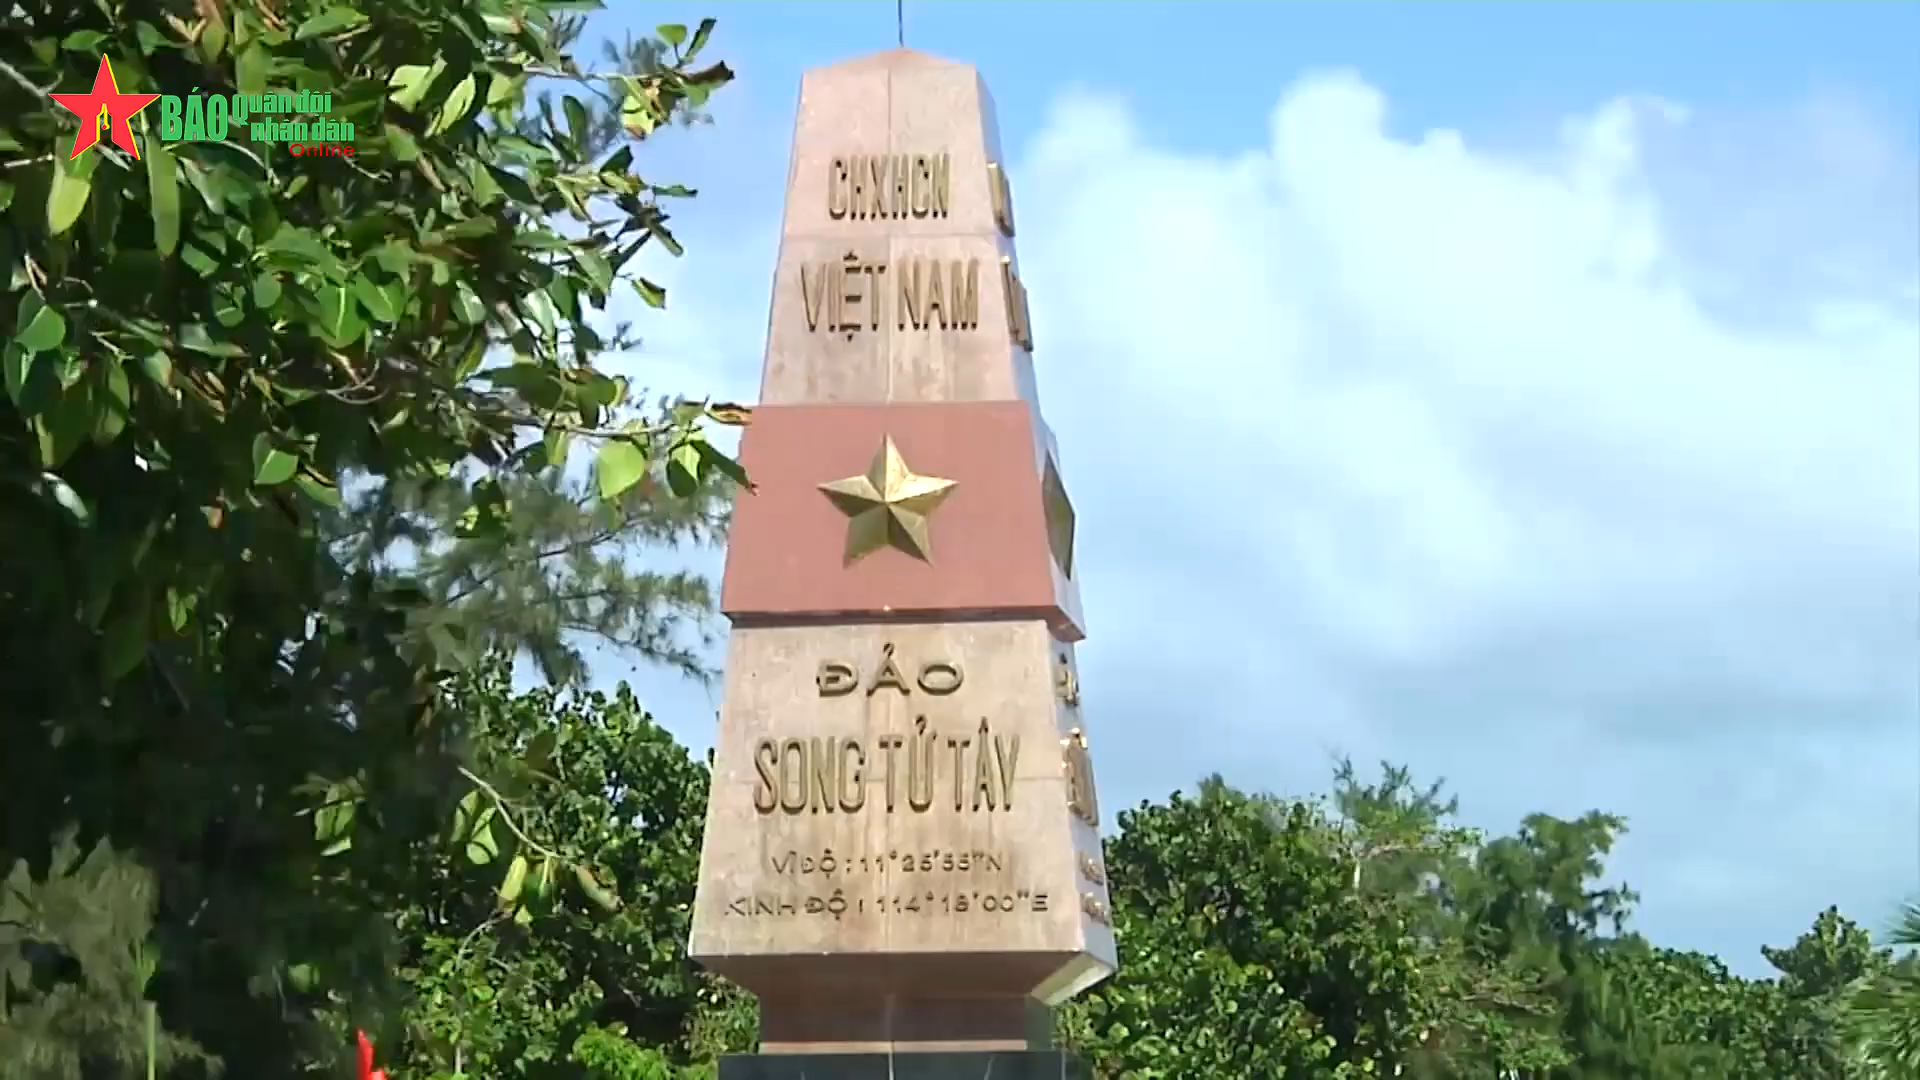 BÁO Quân đội
nhân dân
Online
CHXHCN
VIỆT NAM
ĐẢO
SONG TỬ TÂY
VĨ ĐỘ : 11° 25' 55" N
KINH ĐỘ : 114° 18' 00" E